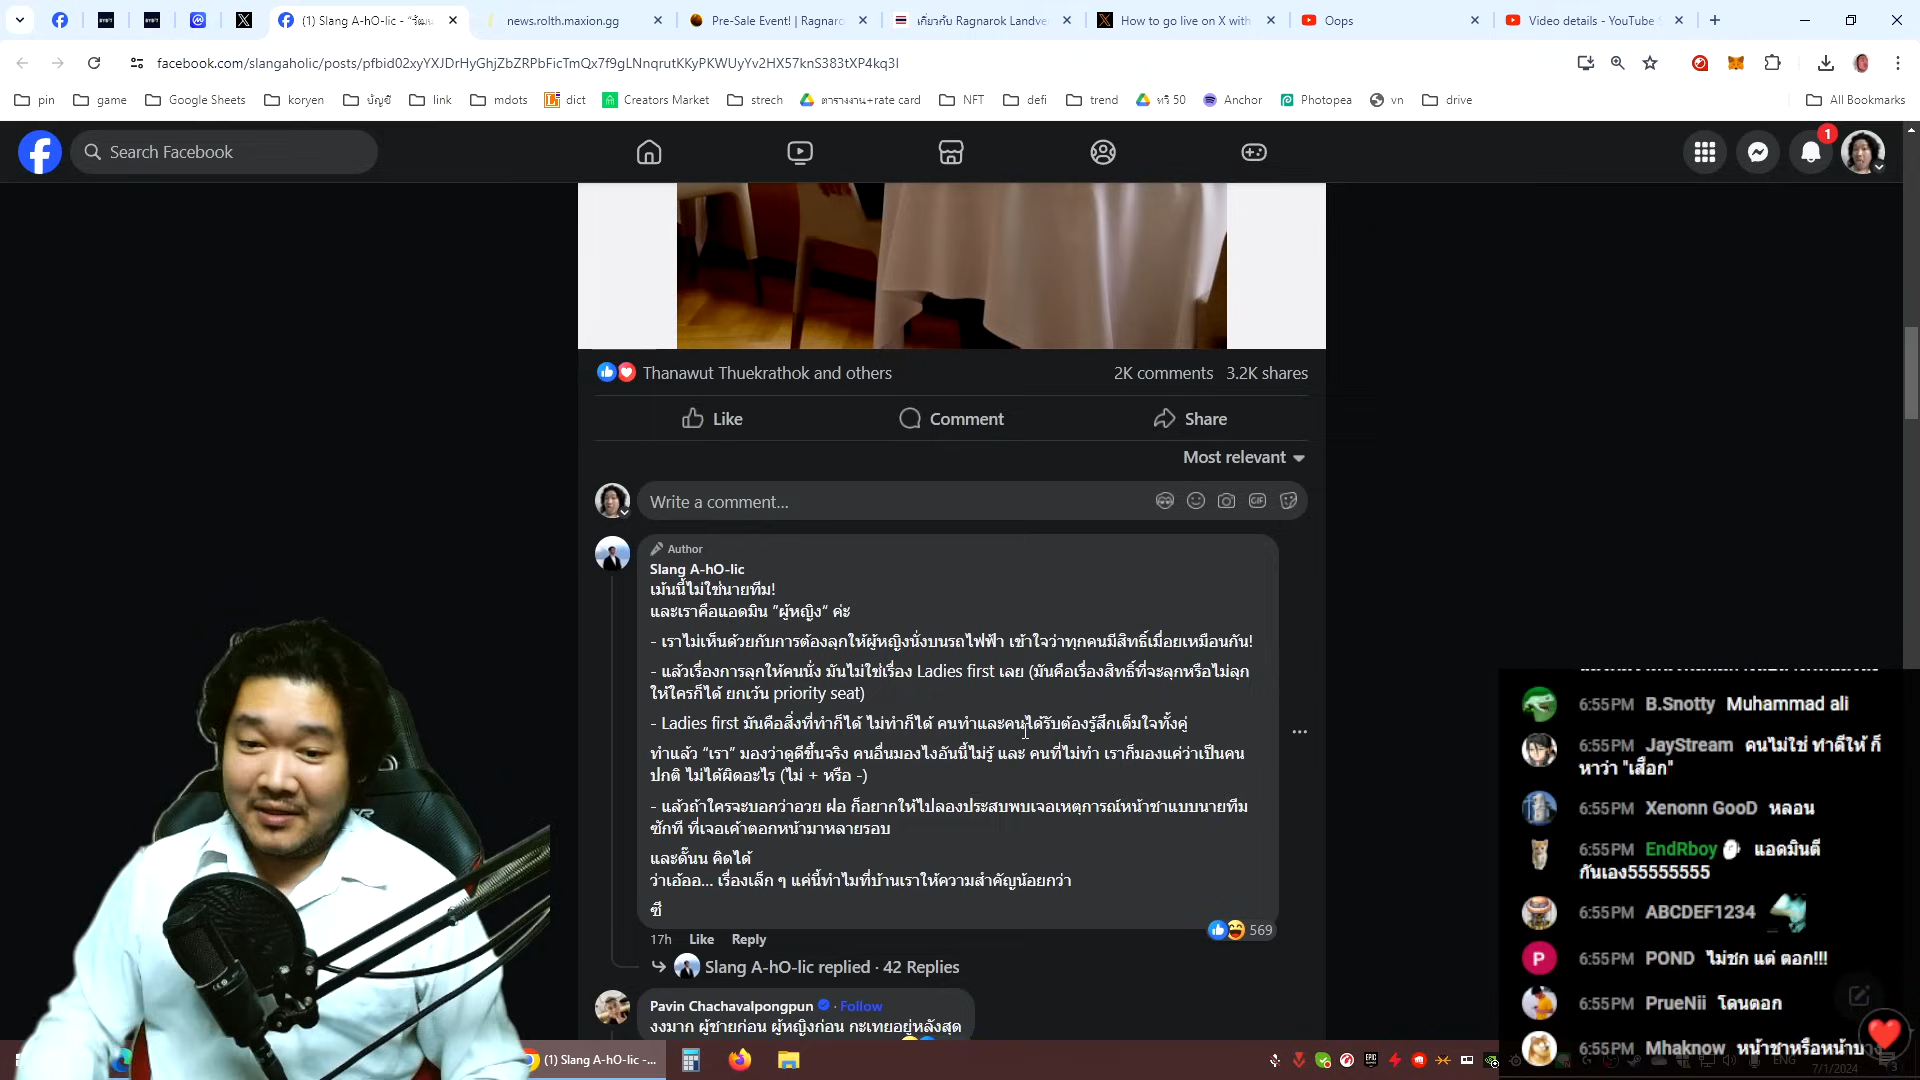 (1) Slang A-hO-lic - "วัฒน
news.rolth.maxion.gg
Pre-Sale Event! | Ragnaro
เกี่ยวกับ Ragnarok Landver
How to go live on X with
Oops
Video details - YouTube S
facebook.com/slangaholic/posts/pfbid02xyYXJDrHyGhjZbZRPbFicTmQx7f9gLNnqrutKKyPKWUyYv2HX57knS383tXP4kq3l
pin
game
Google Sheets
koryen
บัญชี
link
mdots
dict
Creators Market
strech
ตารางงาน+rate card
NFT
defi
trend
ทริ 50
Anchor
Photopea
vn
drive
All Bookmarks
Search Facebook
1
Thanawut Thuekrathok and others
2K comments 3.2K shares
Like
Comment
Share
Most relevant
Write a comment...
Author
Slang A-hO-lic
เม้นนี้ไม่ใช่นายทีม!
และเราคือแอดมิน "ผู้หญิง" ค่ะ
- เราไม่เห็นด้วยกับการต้องลุกให้ผู้หญิงนั่งบนรถไฟฟ้า เข้าใจว่าทุกคนมีสิทธิ์เมื่อยเหมือนกัน!
- แล้วเรื่องการลุกให้คนนั่ง มันไม่ใช่เรื่อง Ladies first เลย (มันคือเรื่องสิทธิ์ที่จะลุกหรือไม่ลุก
ให้ใครก็ได้ ยกเว้น priority seat)
- Ladies first มันคือสิ่งที่ทำก็ได้ ไม่ทำก็ได้ คนทำและคนได้รับต้องรู้สึกเต็มใจทั้งคู่
ทำแล้ว "เรา" มองว่าดูดีขึ้นจริง คนอื่นมองไงอันนี้ไม่รู้ และ คนที่ไม่ทำ เราก็มองแค่ว่าเป็นคน
ปกติ ไม่ได้ผิดอะไร (ไม่ + หรือ -)
- แล้วถ้าใครจะบอกว่าอวย ฝอ ก็อยากให้ไปลองประสบพบเจอเหตุการณ์หน้าชาแบบนายทีม
ซักที ที่เจอเค้าตอกหน้ามาหลายรอบ
และดั๊นน คิดได้
ว่าเอ้ออ... เรื่องเล็ก ๆ แค่นี้ทำไมที่บ้านเราให้ความสำคัญน้อยกว่า
ซี
569
17h Like Reply
Slang A-hO-lic replied · 42 Replies
Pavin Chachavalpongpun · Follow
งงมาก ผู้ชายก่อน ผู้หญิงก่อน กะเทยอยู่หลังสุด
6:55PM B.Snotty Muhammad ali
6:55PM JayStream คนไม่ใช่ ทำดีให้ ก็
หาว่า "เสือก"
6:55PM Xenonn GooD หลอน
6:55PM EndRboy แอดมินตี
กันเอง55555555
6:55PM ABCDEF1234
6:55PM POND ไม่ชก แต่ ตอก!!!
6:55PM PrueNii โดนตอก
6:55PM Mhaknow หน้าชาหรือหน้าบาง
(1) Slang A-hO-lic -...
7/1/2024